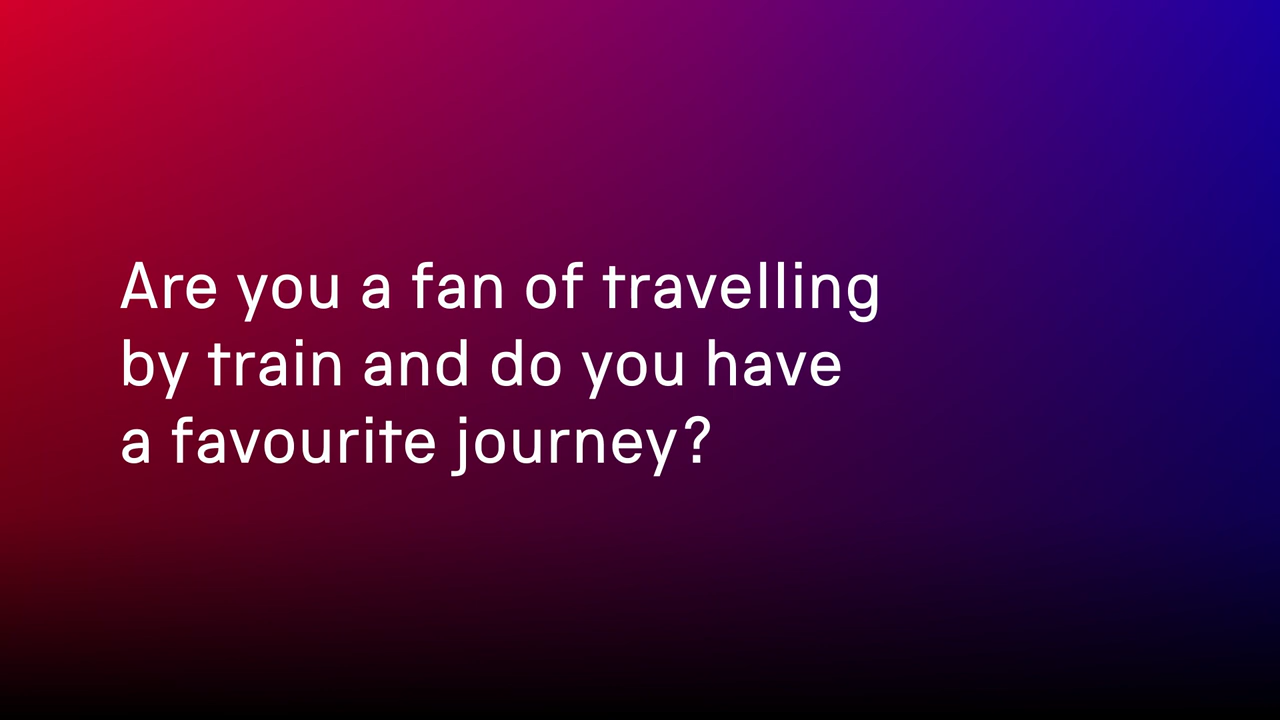 Are you a fan of travelling
by train and do you have
a favourite journey?